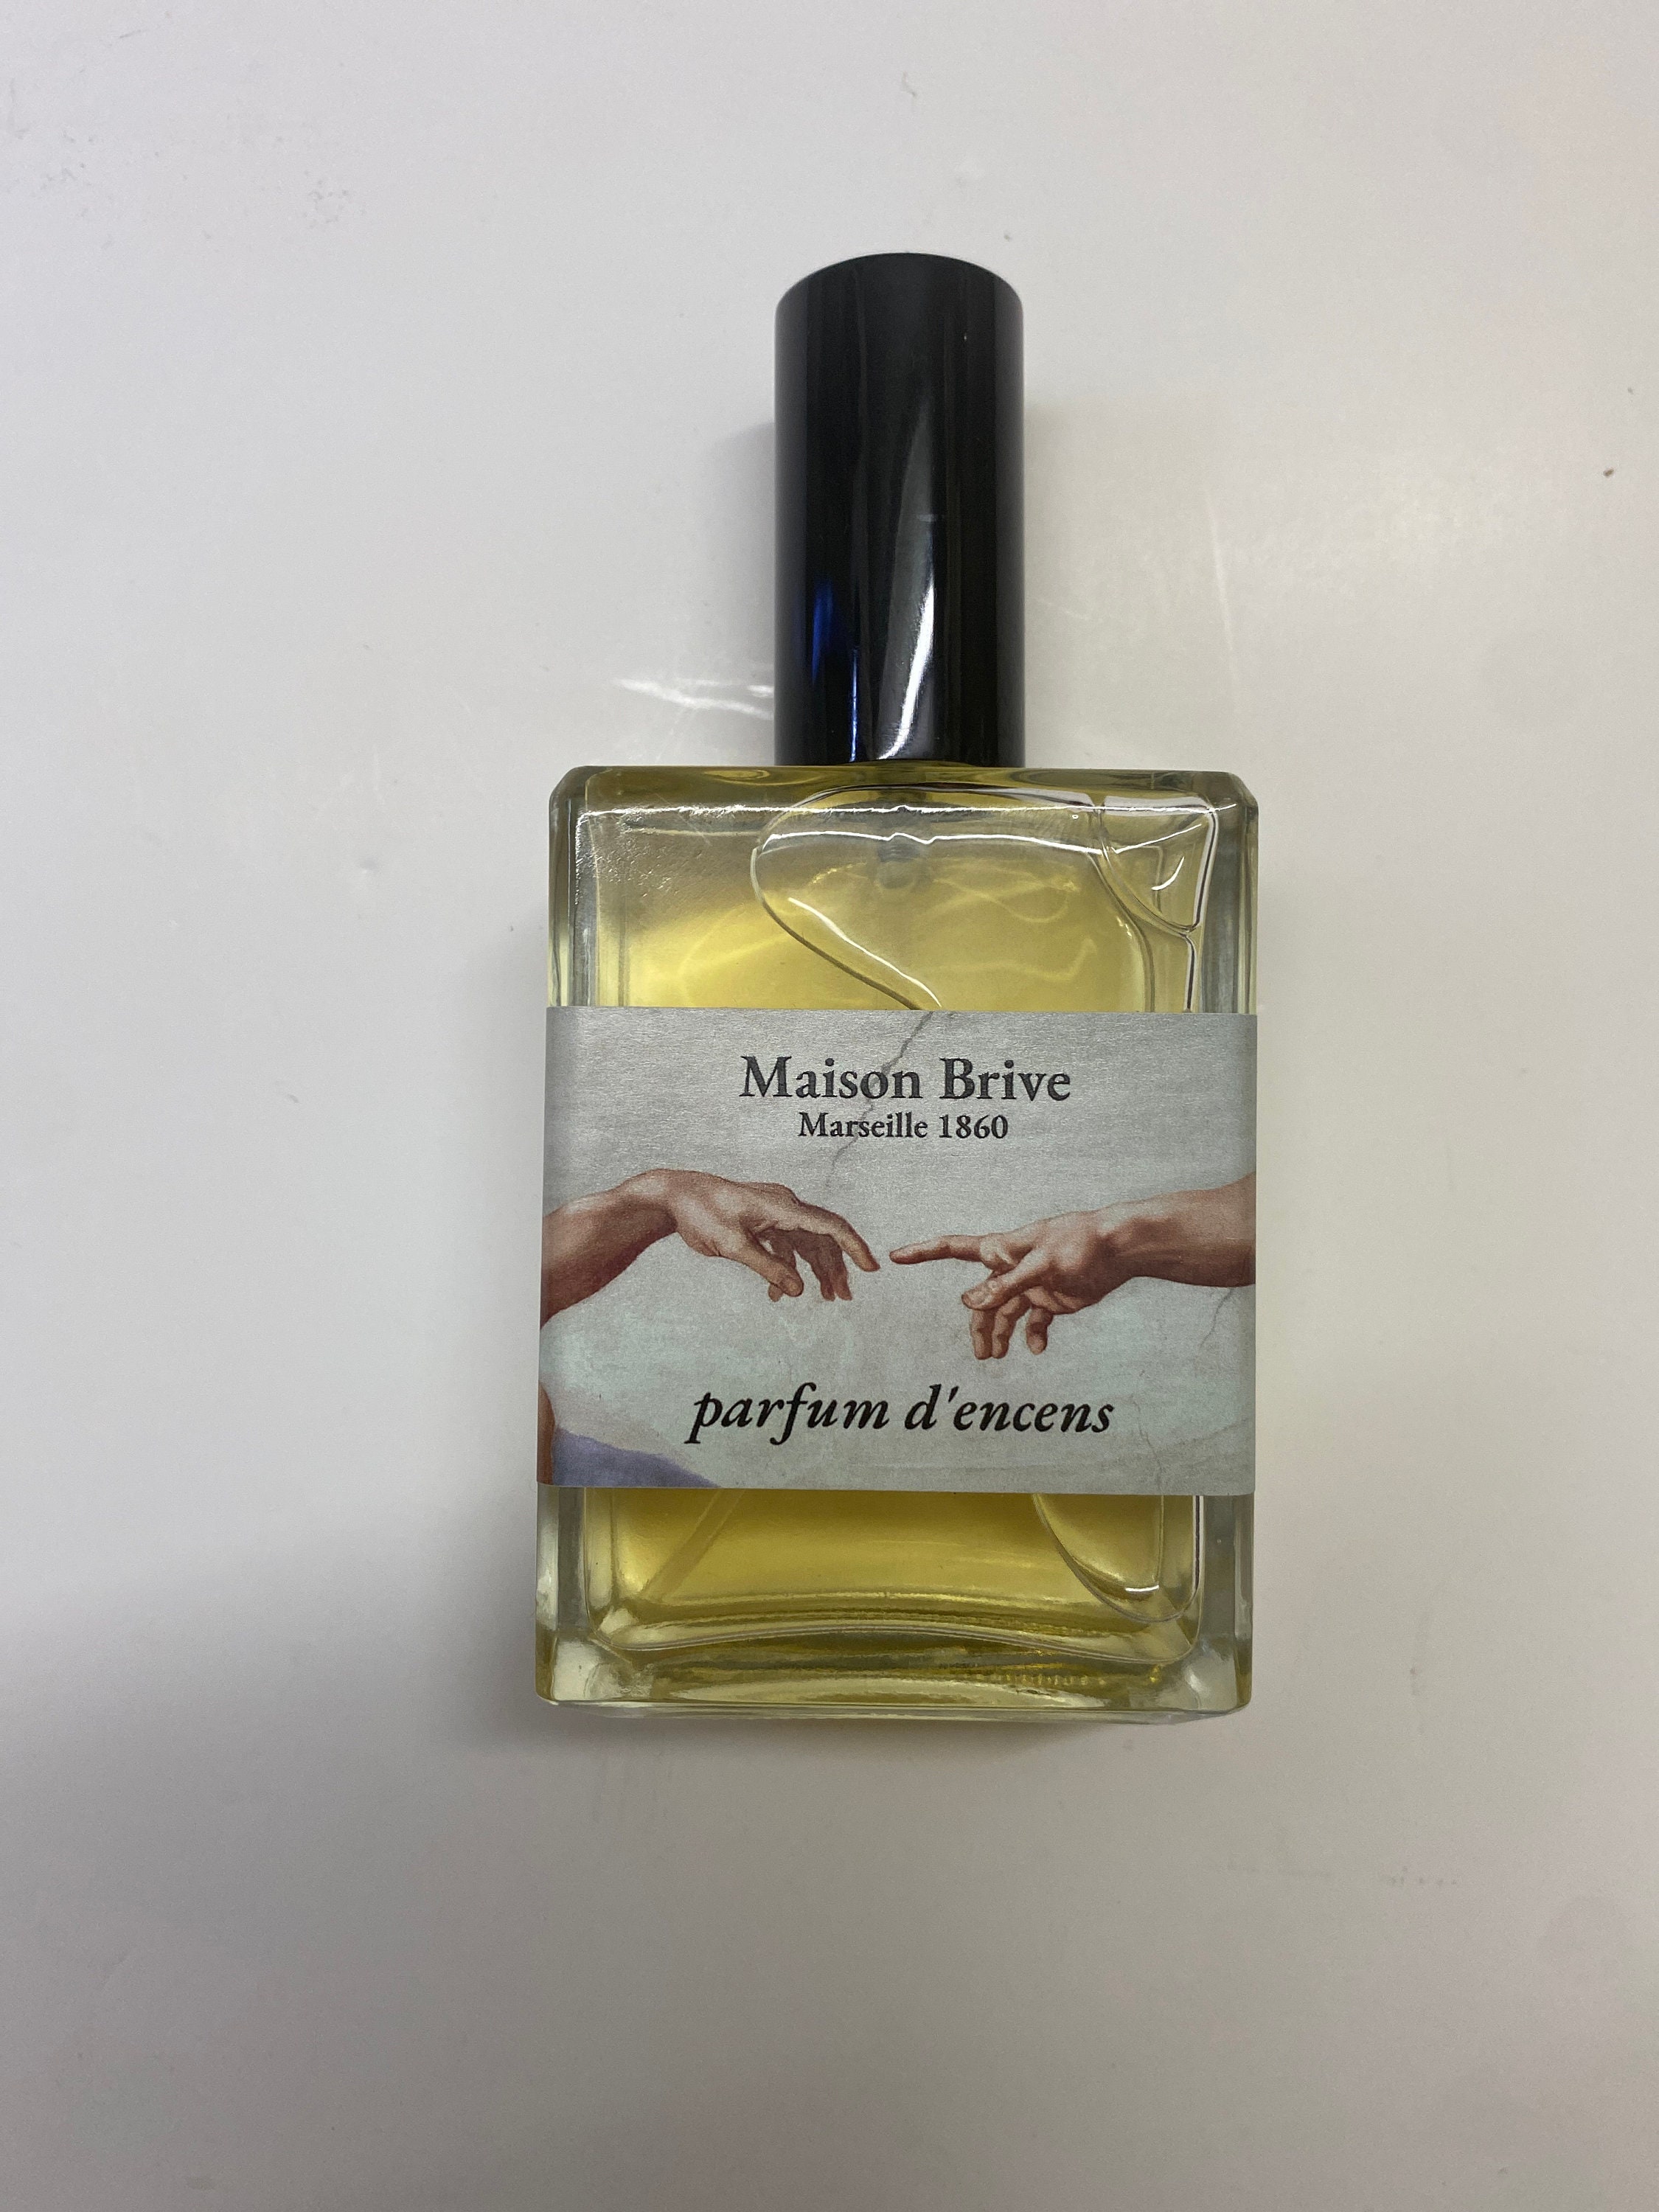 Maison Brive
Marseille 1860
parfum d'encens